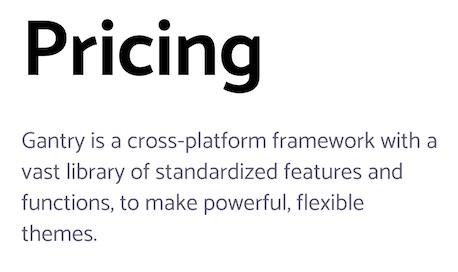 Pricing
Gantry is a cross-platform framework with a
vast library of standardized features and
functions, to make powerful, flexible
themes.